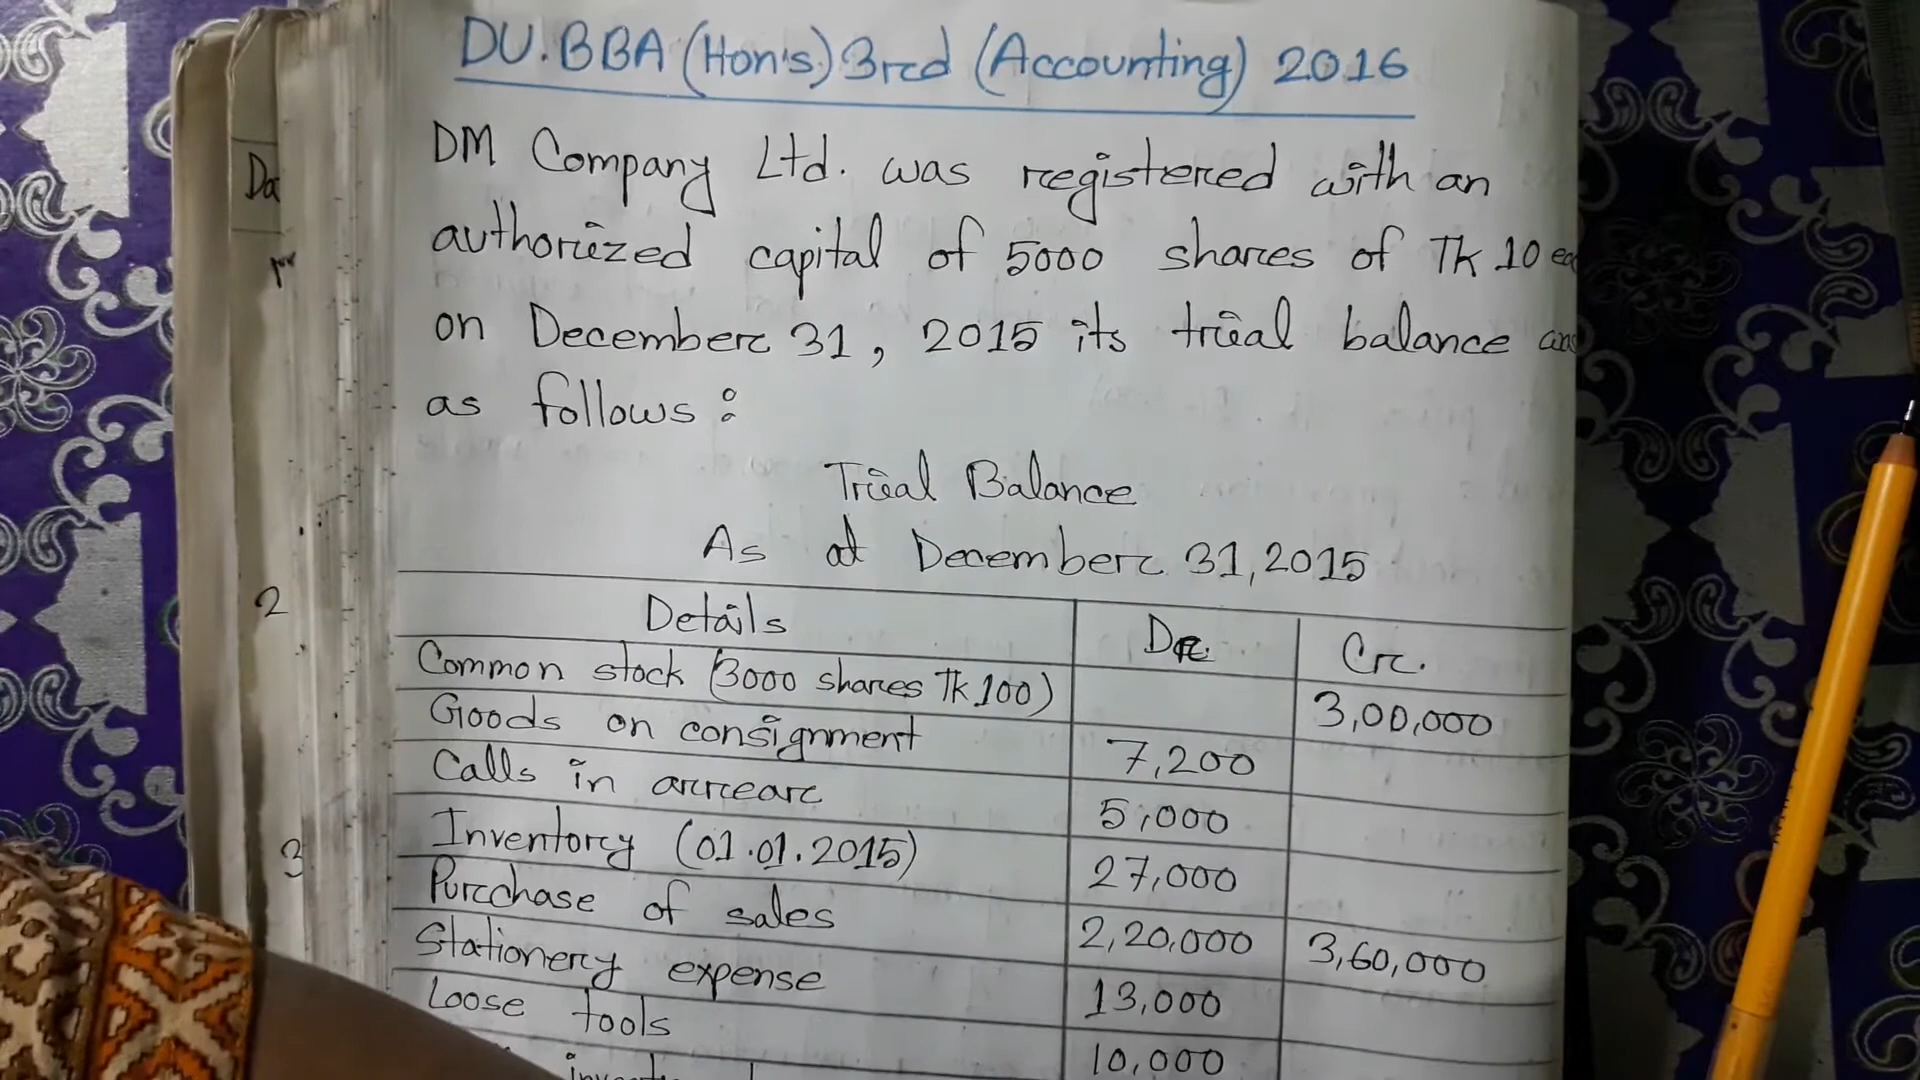 DU.BBA (Hon's) 3rd (Accounting) 2016
DM Company Ltd. was registered with an
authorized capital of 5000 shares of Tk 10
on December 31, 2015 its trial balance
as follows:
Trial Balance
As at December 31, 2015
Details Dr. Cr.
Common stock (3000 shares Tk 100) 3,00,000
Goods on consignment 7,200
Calls in arrear 5,000
Inventory (01.01.2015) 27,000
Purchase of sales 2,20,000 3,60,000
Stationery expense 13,000
Loose tools 10,000
Da
2
3